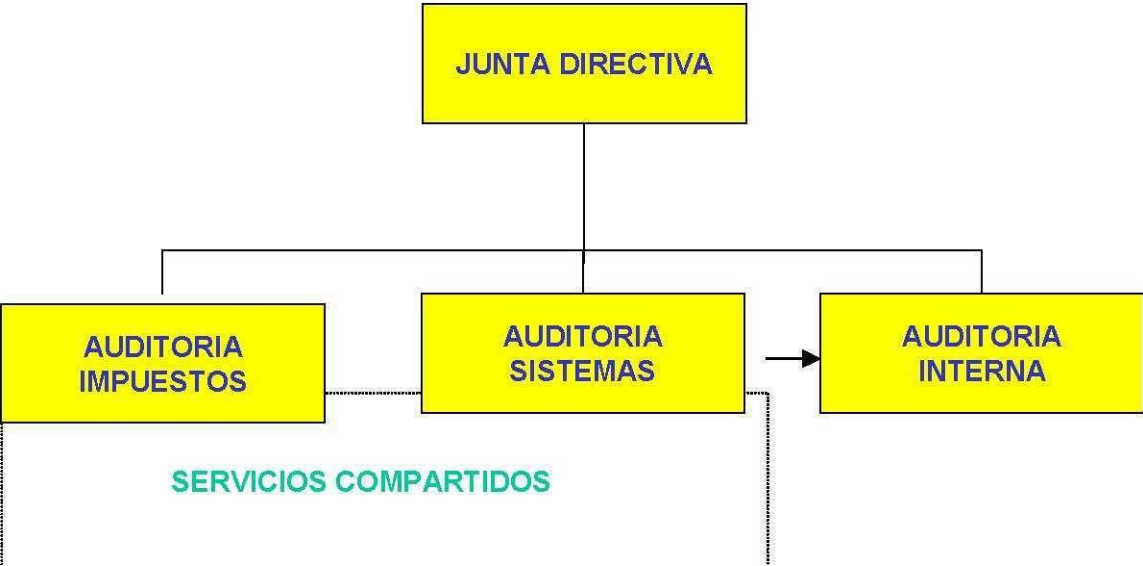 JUNTA DIRECTIVA
AUDITORIA
IMPUESTOS
AUDITORIA
SISTEMAS
AUDITORIA
INTERNA
SERVICIOS COMPARTIDOS